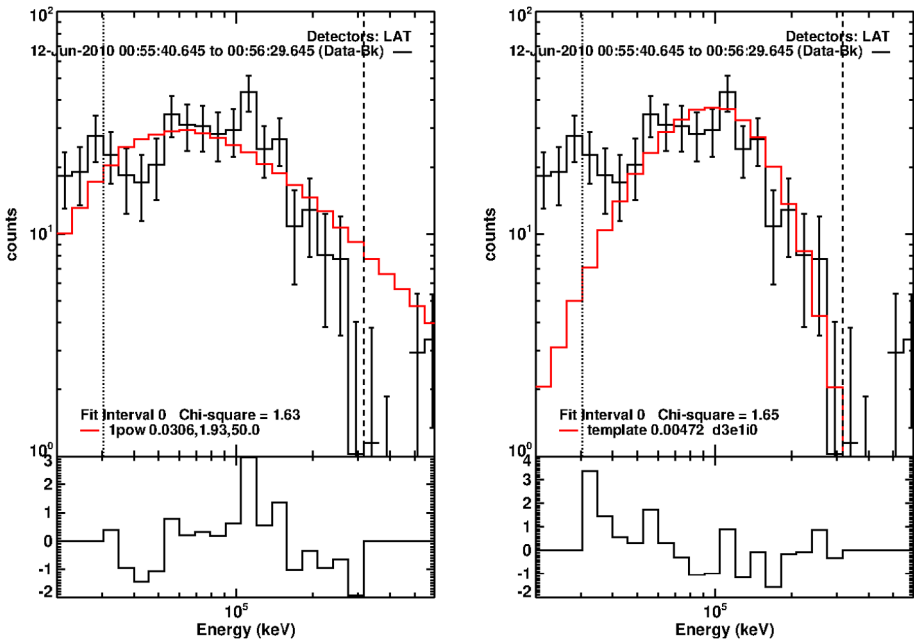 Detectors: LAT
12-Jun-2010 00:55:40.645 to 00:56:29.645 (Data-Bk)
10²
10¹
10⁰
counts
Fit Interval 0 Chi-square = 1.63
1pow 0.0306,1.93,50.0
3
2
1
0
-1
-2
10⁵
Energy (keV)
Detectors: LAT
12-Jun-2010 00:55:40.645 to 00:56:29.645 (Data-Bk)
10²
10¹
10⁰
counts
Fit Interval 0 Chi-square = 1.65
template 0.00472 d3e1i0
4
3
2
1
0
-1
-2
10⁵
Energy (keV)